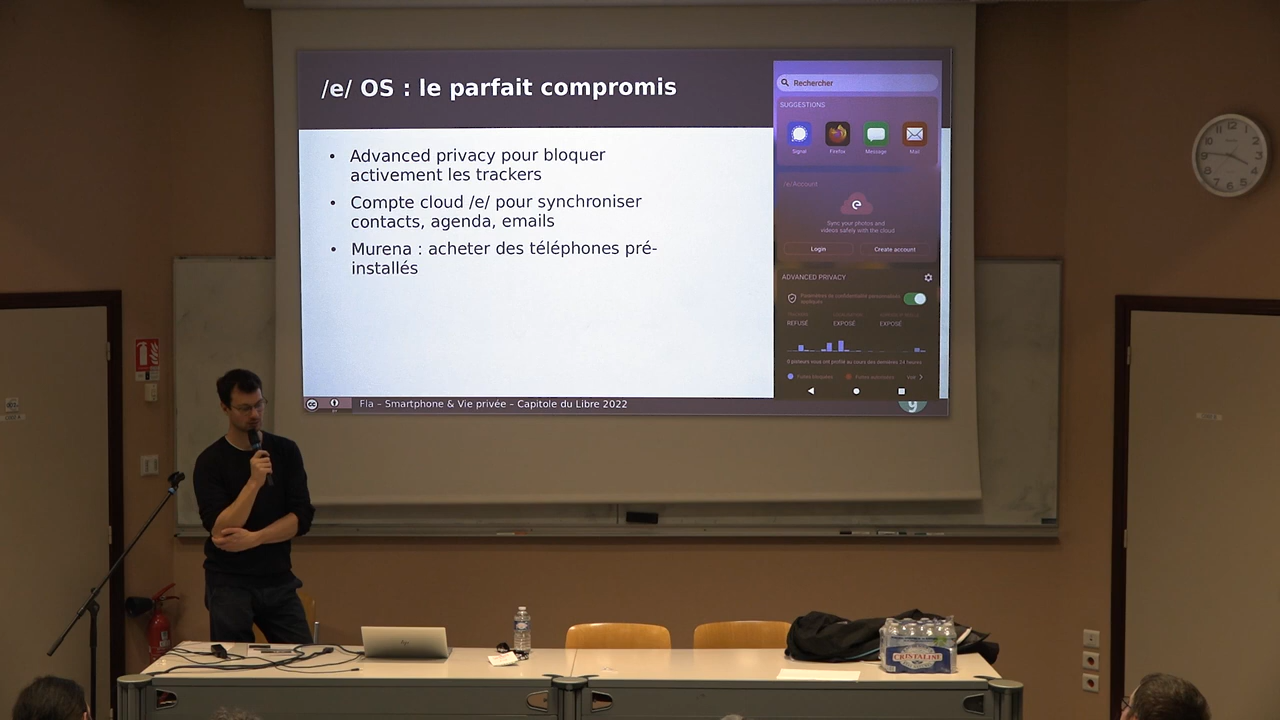 /e/ OS : le parfait compromis
• Advanced privacy pour bloquer
activement les trackers
• Compte cloud /e/ pour synchroniser
contacts, agenda, emails
• Murena : acheter des téléphones pré-
installés
Rechercher
SUGGESTIONS
Signal Firefox Message Mail
/e/Account
Sync your photos and
videos safely with the cloud
Login Create account
ADVANCED PRIVACY
REFUSÉ EXPOSÉ EXPOSÉ
Fla – Smartphone & Vie privée – Capitole du Libre 2022
CRISTALINE